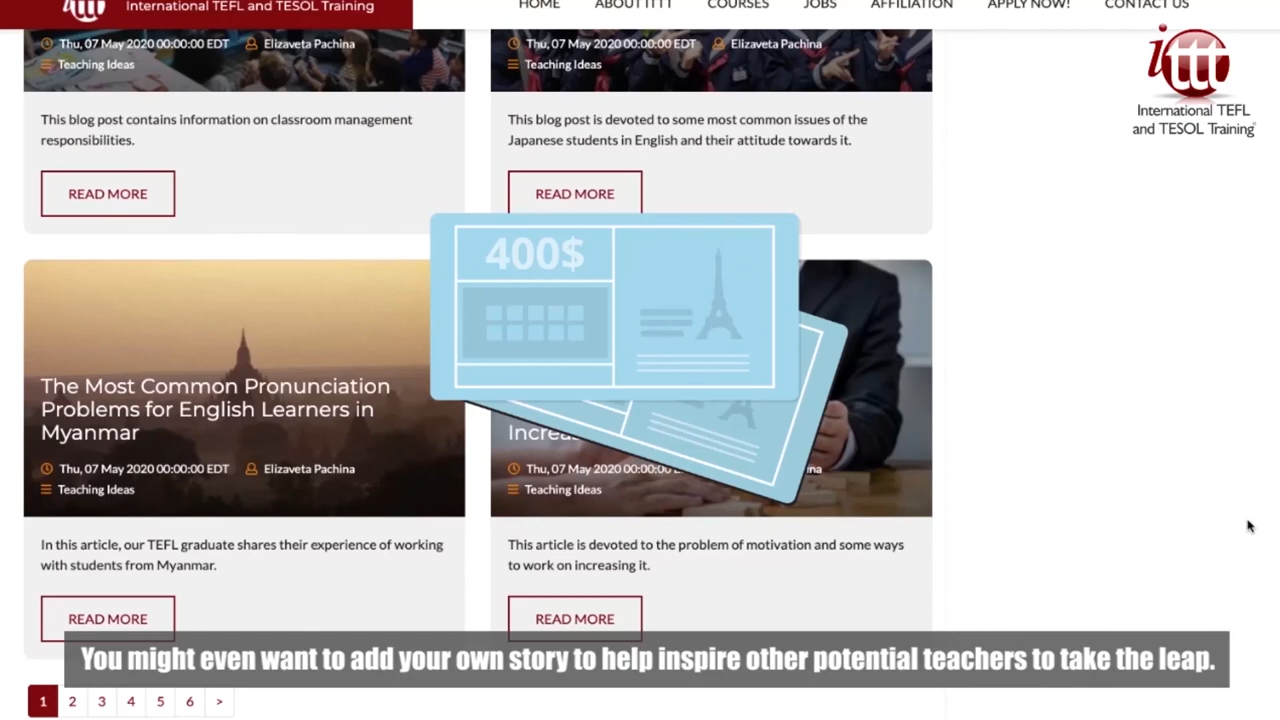 International TEFL and TESOL Training
HOME ABOUT ITTT COURSES JOBS AFFILIATION APPLY NOW! CONTACT US
ittt
International TEFL
and TESOL Training
Thu, 07 May 2020 00:00:00 EDT Elizaveta Pachina
Teaching Ideas
This blog post contains information on classroom management
responsibilities.
READ MORE
Thu, 07 May 2020 00:00:00 EDT Elizaveta Pachina
Teaching Ideas
This blog post is devoted to some most common issues of the
Japanese students in English and their attitude towards it.
READ MORE
400$
The Most Common Pronunciation
Problems for English Learners in
Myanmar
Thu, 07 May 2020 00:00:00 EDT Elizaveta Pachina
Teaching Ideas
In this article, our TEFL graduate shares their experience of working
with students from Myanmar.
READ MORE
Thu, 07 May 2020 00:00:00
Teaching Ideas
This article is devoted to the problem of motivation and some ways
to work on increasing it.
READ MORE
You might even want to add your own story to help inspire other potential teachers to take the leap.
1 2 3 4 5 6 >